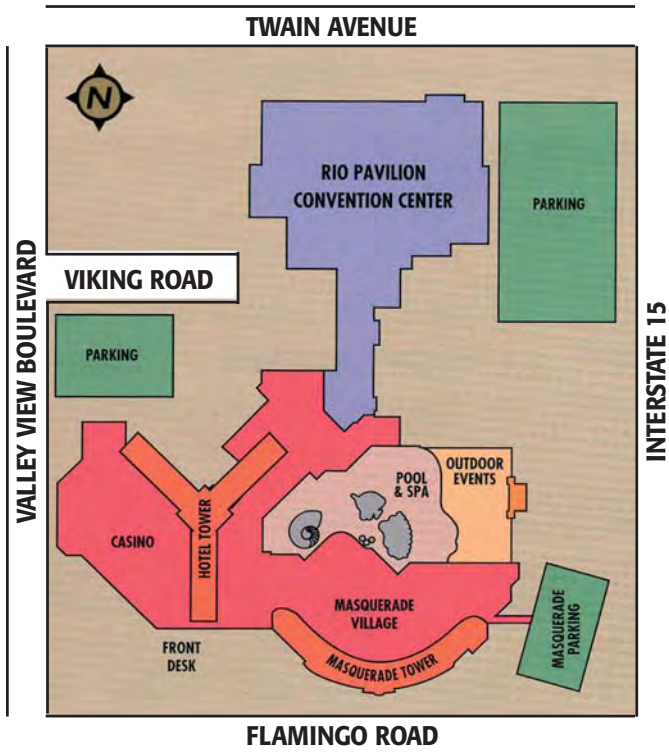 TWAIN AVENUE
N
RIO PAVILION
CONVENTION CENTER
PARKING
VALLEY VIEW BOULEVARD
VIKING ROAD
INTERSTATE 15
PARKING
OUTDOOR
EVENTS
POOL
& SPA
HOTEL TOWER
CASINO
MASQUERADE
VILLAGE
MASQUERADE
PARKING
FRONT
DESK
MASQUERADE TOWER
FLAMINGO ROAD